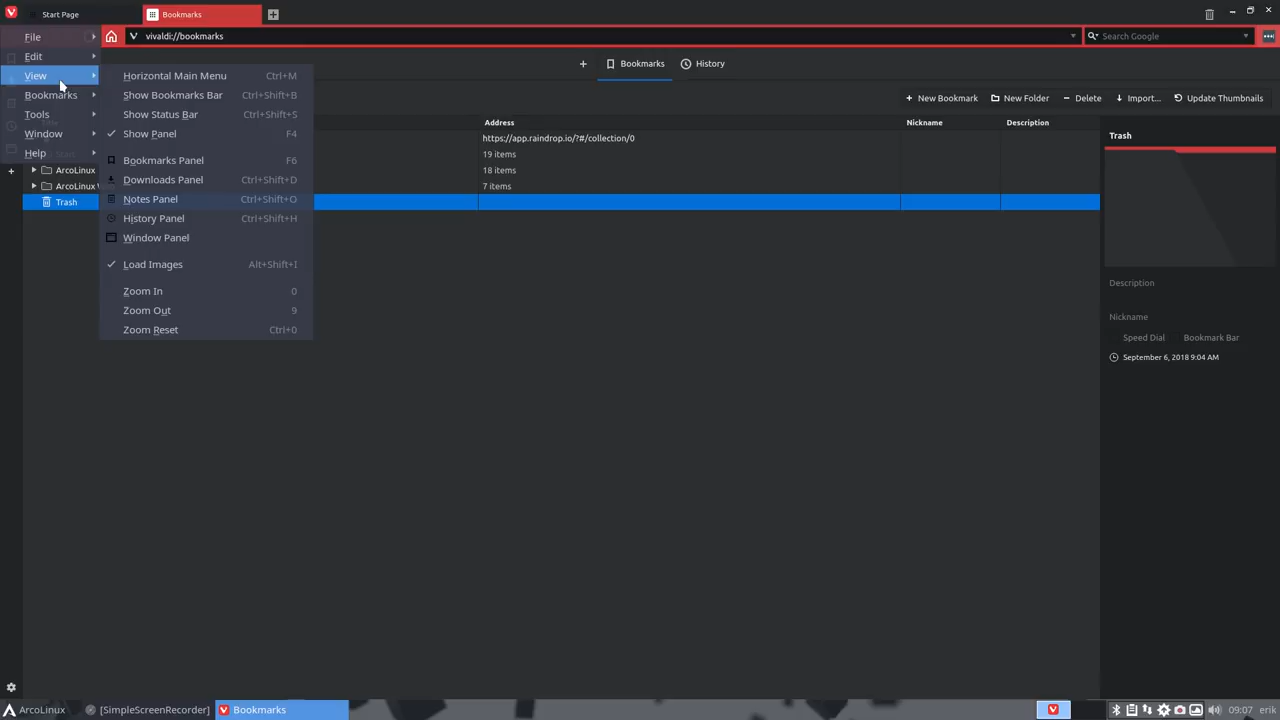 Start Page
Bookmarks
File
vivaldi://bookmarks
Search Google
Edit
View
Bookmarks
Tools
Window
Help
Horizontal Main Menu Ctrl+M
Show Bookmarks Bar Ctrl+Shift+B
Show Status Bar Ctrl+Shift+S
Show Panel F4
Bookmarks Panel F6
Downloads Panel Ctrl+Shift+D
Notes Panel Ctrl+Shift+O
History Panel Ctrl+Shift+H
Window Panel
Load Images Alt+Shift+I
Zoom In 0
Zoom Out 9
Zoom Reset Ctrl+0
Bookmarks
History
New Bookmark
New Folder
Delete
Import...
Update Thumbnails
Address
Nickname
Description
https://app.raindrop.io/?#/collection/0
19 items
ArcoLinux
18 items
ArcoLinux
7 items
Trash
Trash
Description
Nickname
Speed Dial
Bookmark Bar
September 6, 2018 9:04 AM
ArcoLinux
[SimpleScreenRecorder]
Bookmarks
09:07
erik